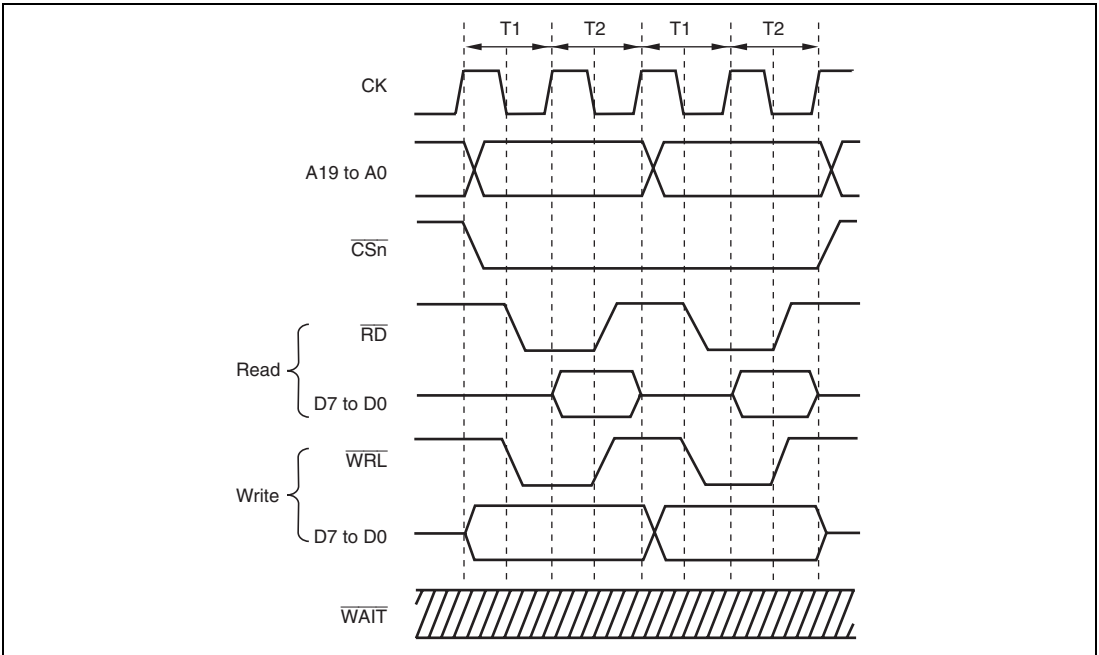 T1 T2 T1 T2
CK
A19 to A0
CSn
RD
Read
D7 to D0
WRL
Write
D7 to D0
WAIT